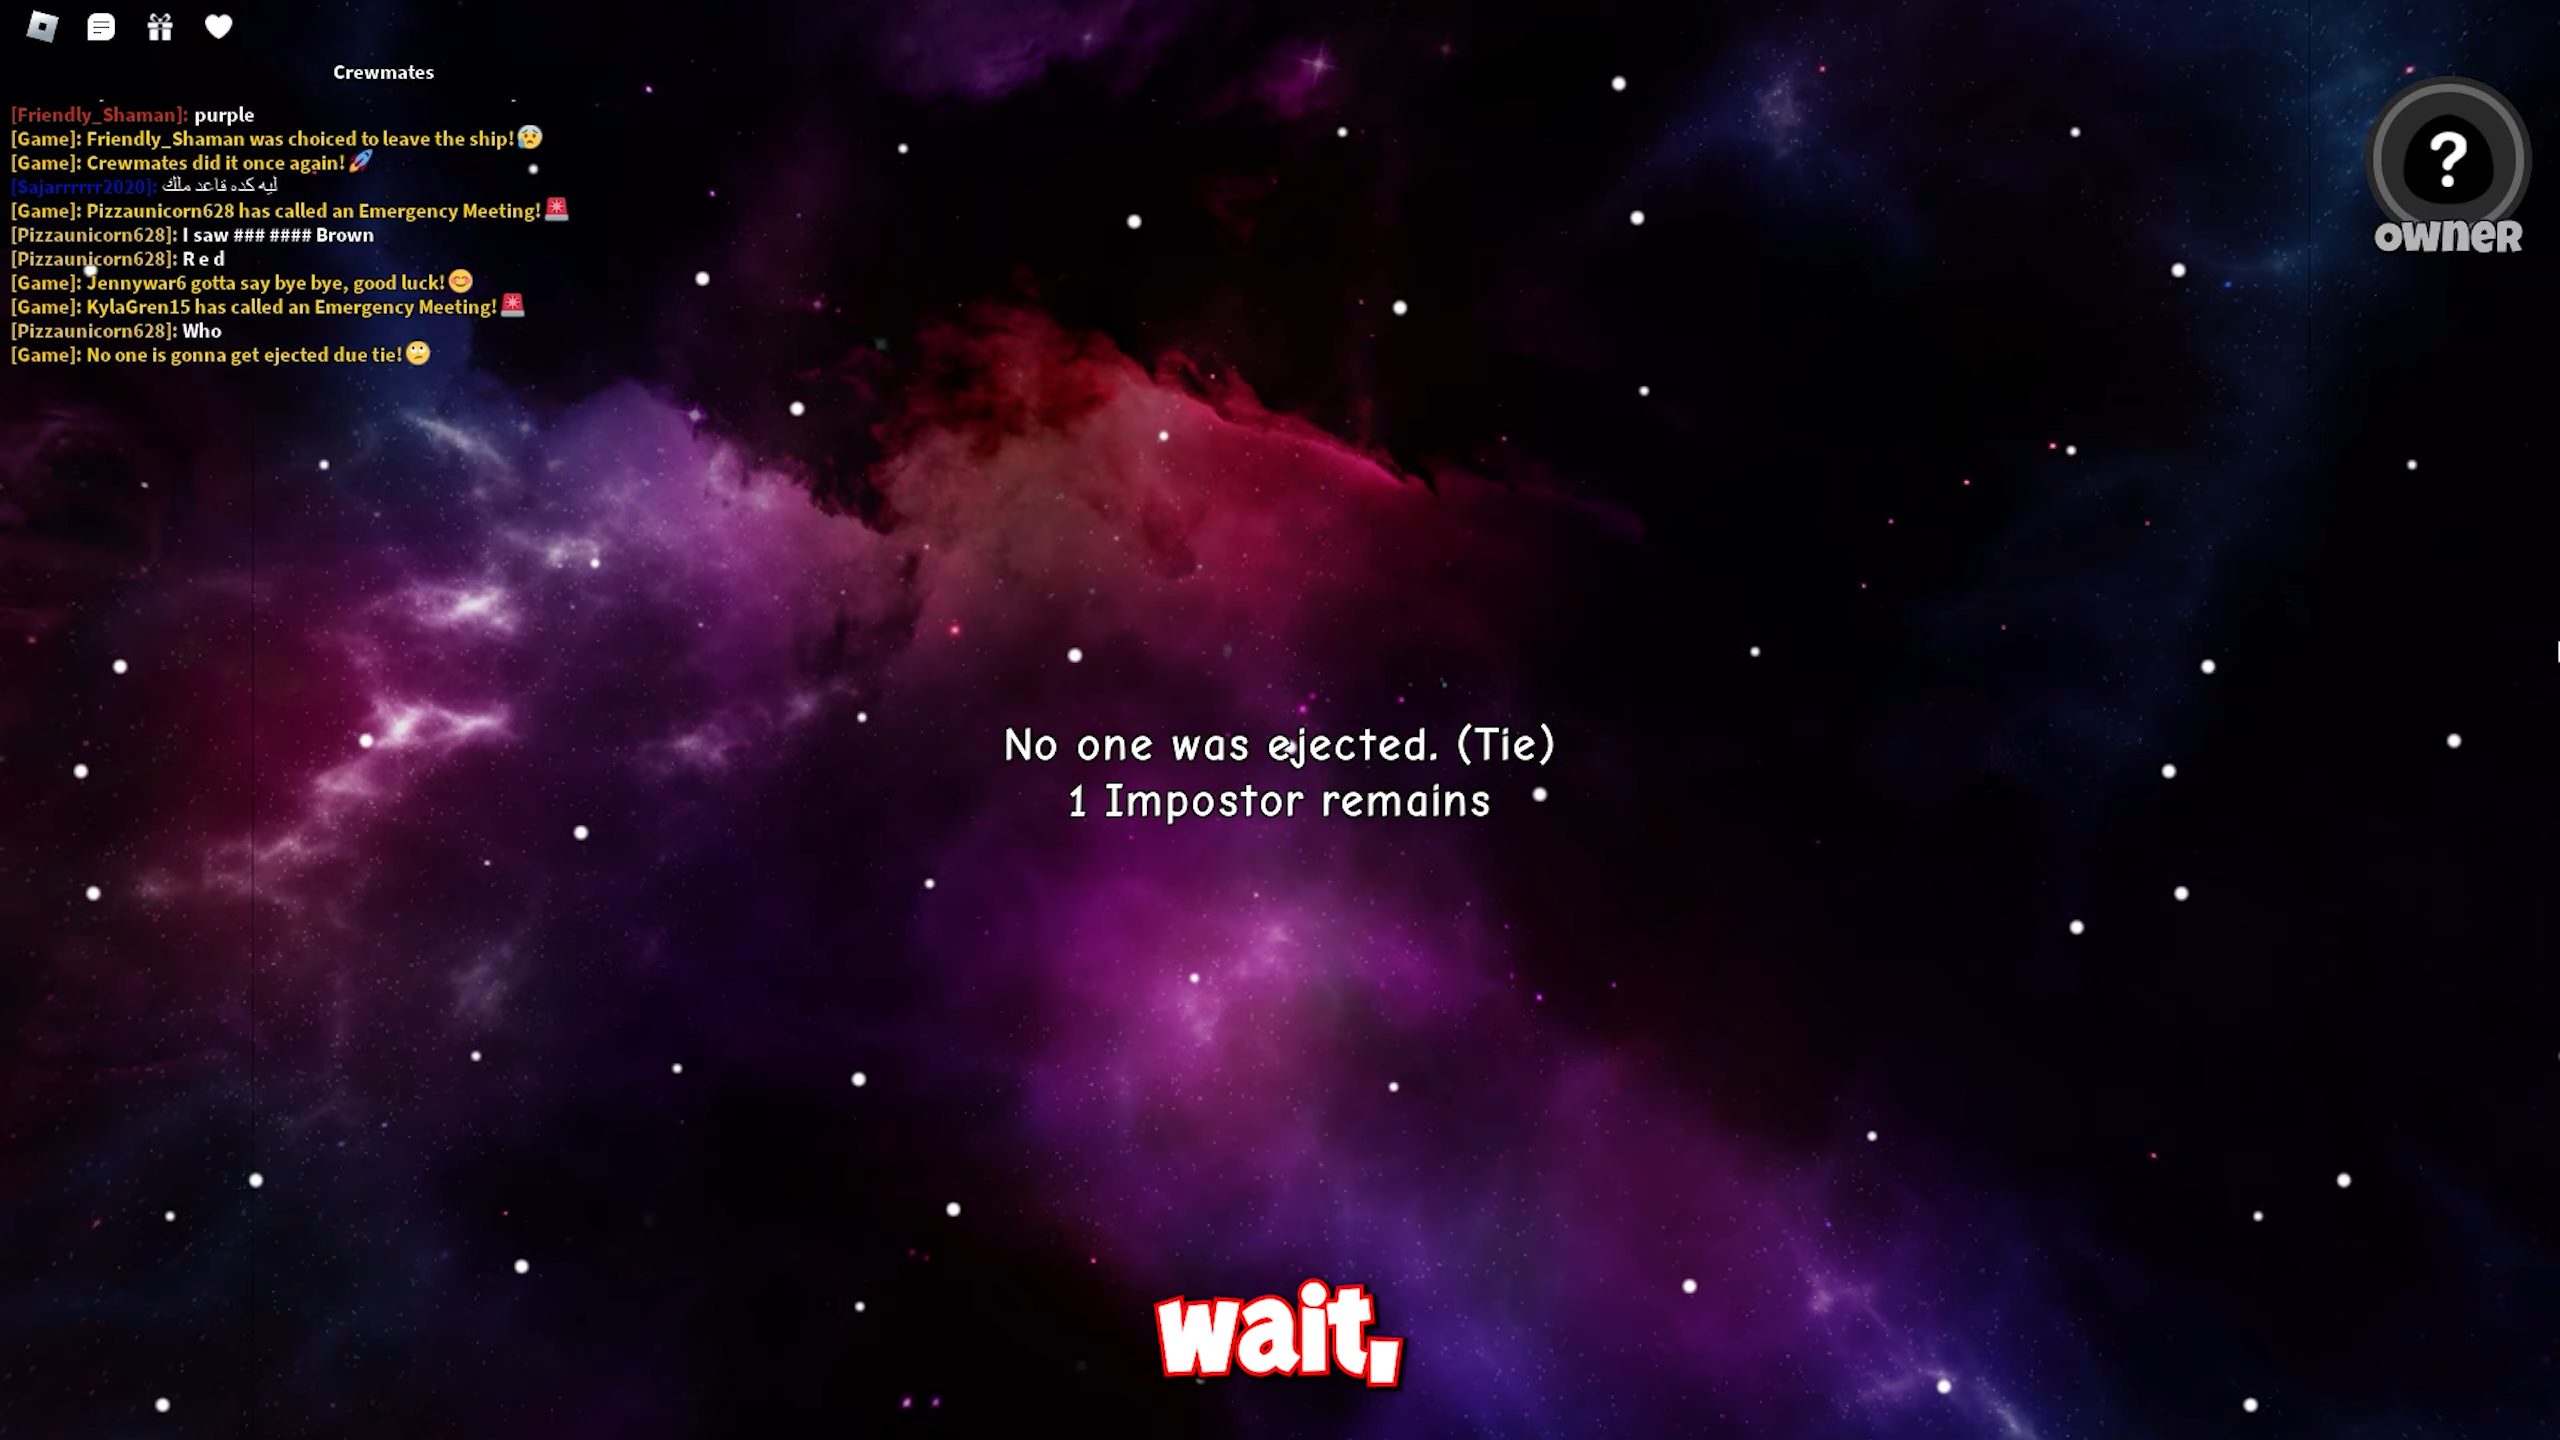 Crewmates
[Friendly_Shaman]: purple
[Game]: Friendly_Shaman was choiced to leave the ship!😰
[Game]: Crewmates did it once again!🚀
[Sajarrrrrr2020]: ليه كده قاعد ملك
[Game]: Pizzaunicorn628 has called an Emergency Meeting!🚨
[Pizzaunicorn628]: I saw ### #### Brown
[Pizzaunicorn628]: R e d
[Game]: Jennywar6 gotta say bye bye, good luck!😊
[Game]: KylaGren15 has called an Emergency Meeting!🚨
[Pizzaunicorn628]: Who
[Game]: No one is gonna get ejected due tie!🙄
?
OWNER
No one was ejected. (Tie)
1 Impostor remains
wait,